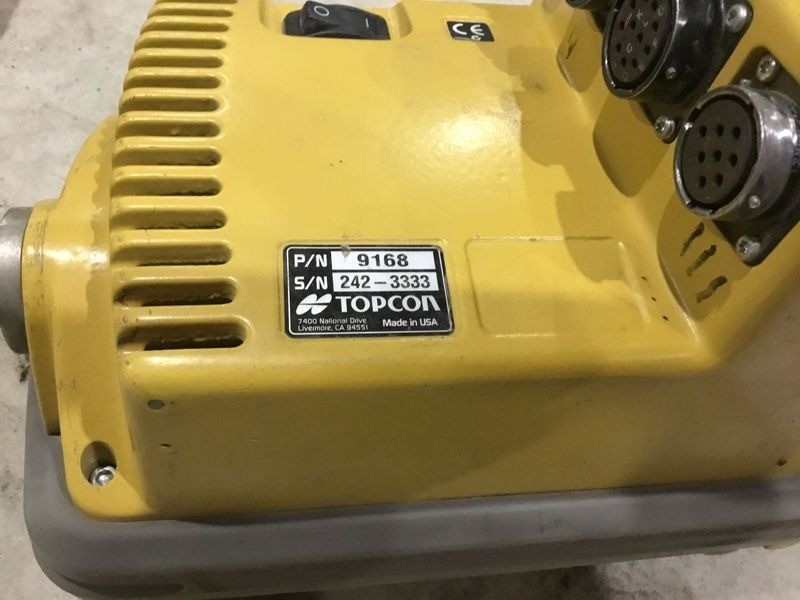 CE
P/N 9168
S/N 242-3333
TOPCON
7400 National Drive
Livermore, CA 94551
Made in USA